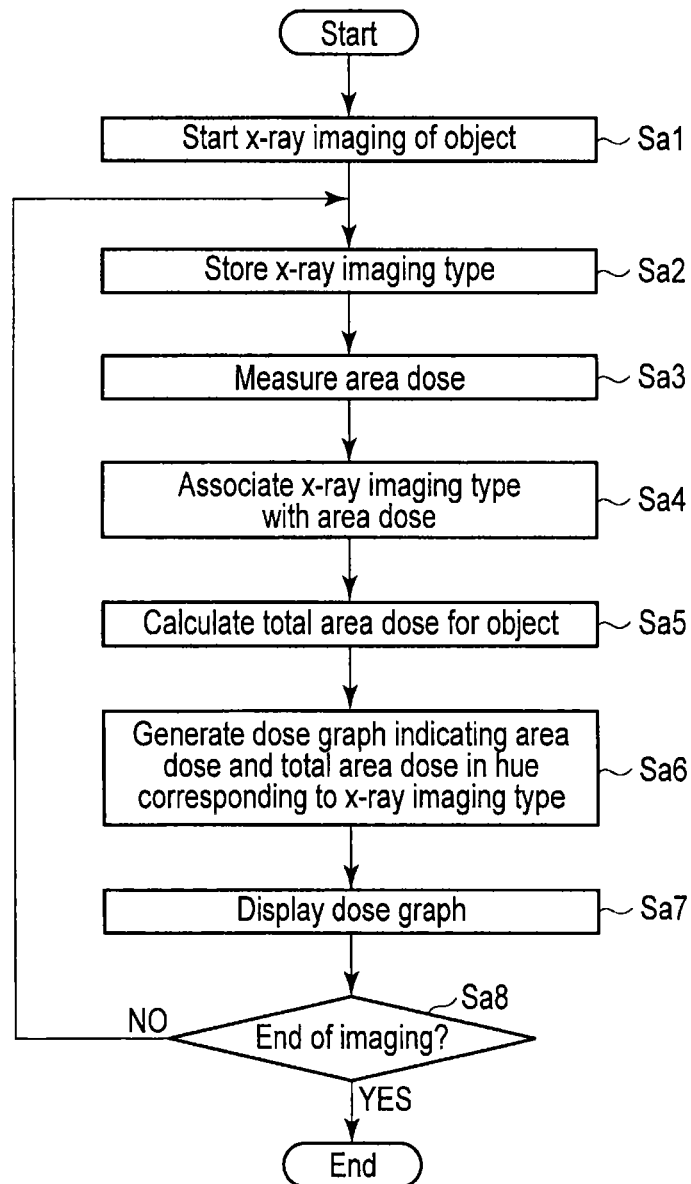 Start
Start x-ray imaging of object
Sa1
Store x-ray imaging type
Sa2
Measure area dose
Sa3
Associate x-ray imaging type
with area dose
Sa4
Calculate total area dose for object
Sa5
Generate dose graph indicating area
dose and total area dose in hue
corresponding to x-ray imaging type
Sa6
Display dose graph
Sa7
Sa8
NO
End of imaging?
YES
End